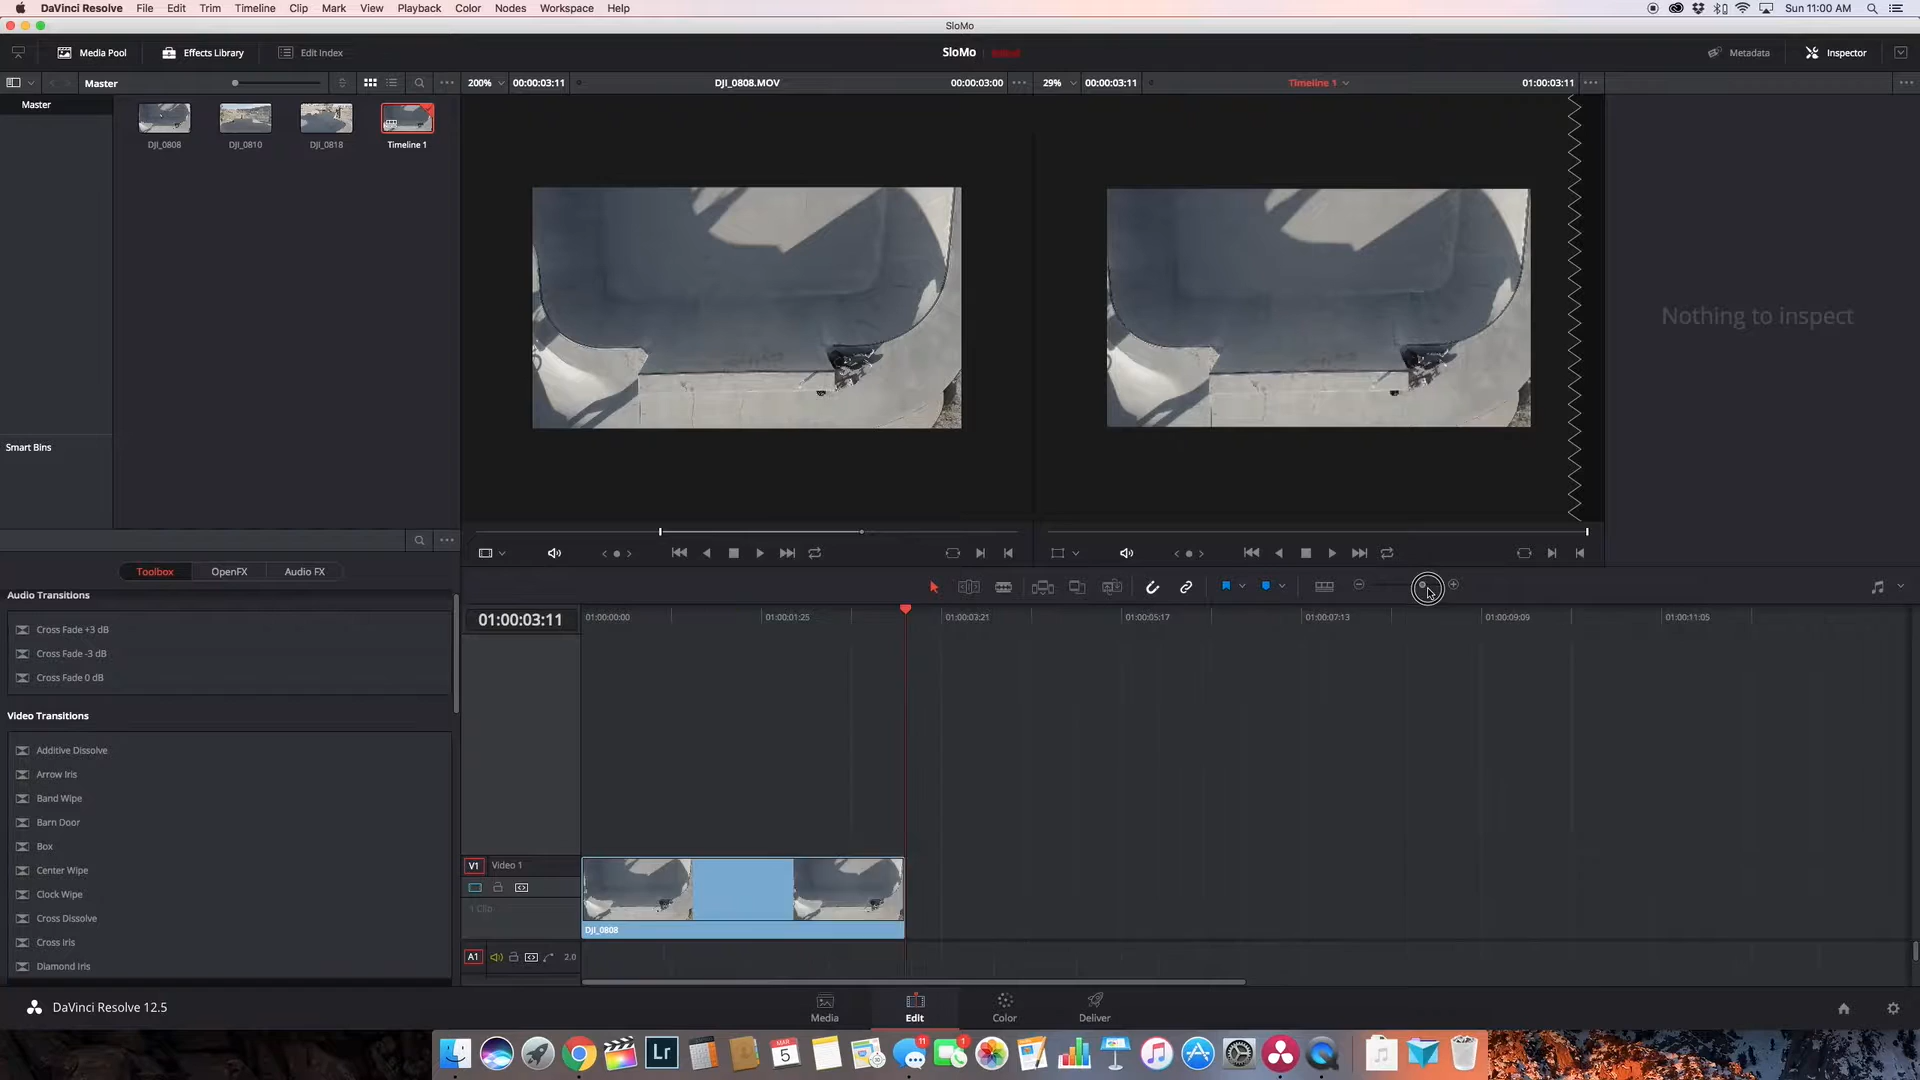 DaVinci Resolve File Edit Trim Timeline Clip Mark View Playback Color Nodes Workspace Help
Sun 11:00 AM
SloMo
Media Pool Effects Library Edit Index
SloMo
Metadata Inspector
Master
200% 00:00:03:11 DJI_0808.MOV 00:00:03:00
29% 00:00:03:11 Timeline 1 01:00:03:11
Master
DJI_0808 DJI_0810 DJI_0818 Timeline 1
Nothing to inspect
Smart Bins
Toolbox OpenFX Audio FX
Audio Transitions
Cross Fade +3 dB
Cross Fade -3 dB
Cross Fade 0 dB
Video Transitions
Additive Dissolve
Arrow Iris
Band Wipe
Barn Door
Box
Center Wipe
Clock Wipe
Cross Dissolve
Cross Iris
Diamond Iris
01:00:03:11
01:00:00:00 01:00:01:25 01:00:03:21 01:00:05:17 01:00:07:13 01:00:09:09 01:00:11:05
V1 Video 1
1 Clip
DJI_0808
A1 2.0
DaVinci Resolve 12.5
Media Edit Color Deliver
Lr
MAR
5
11
1